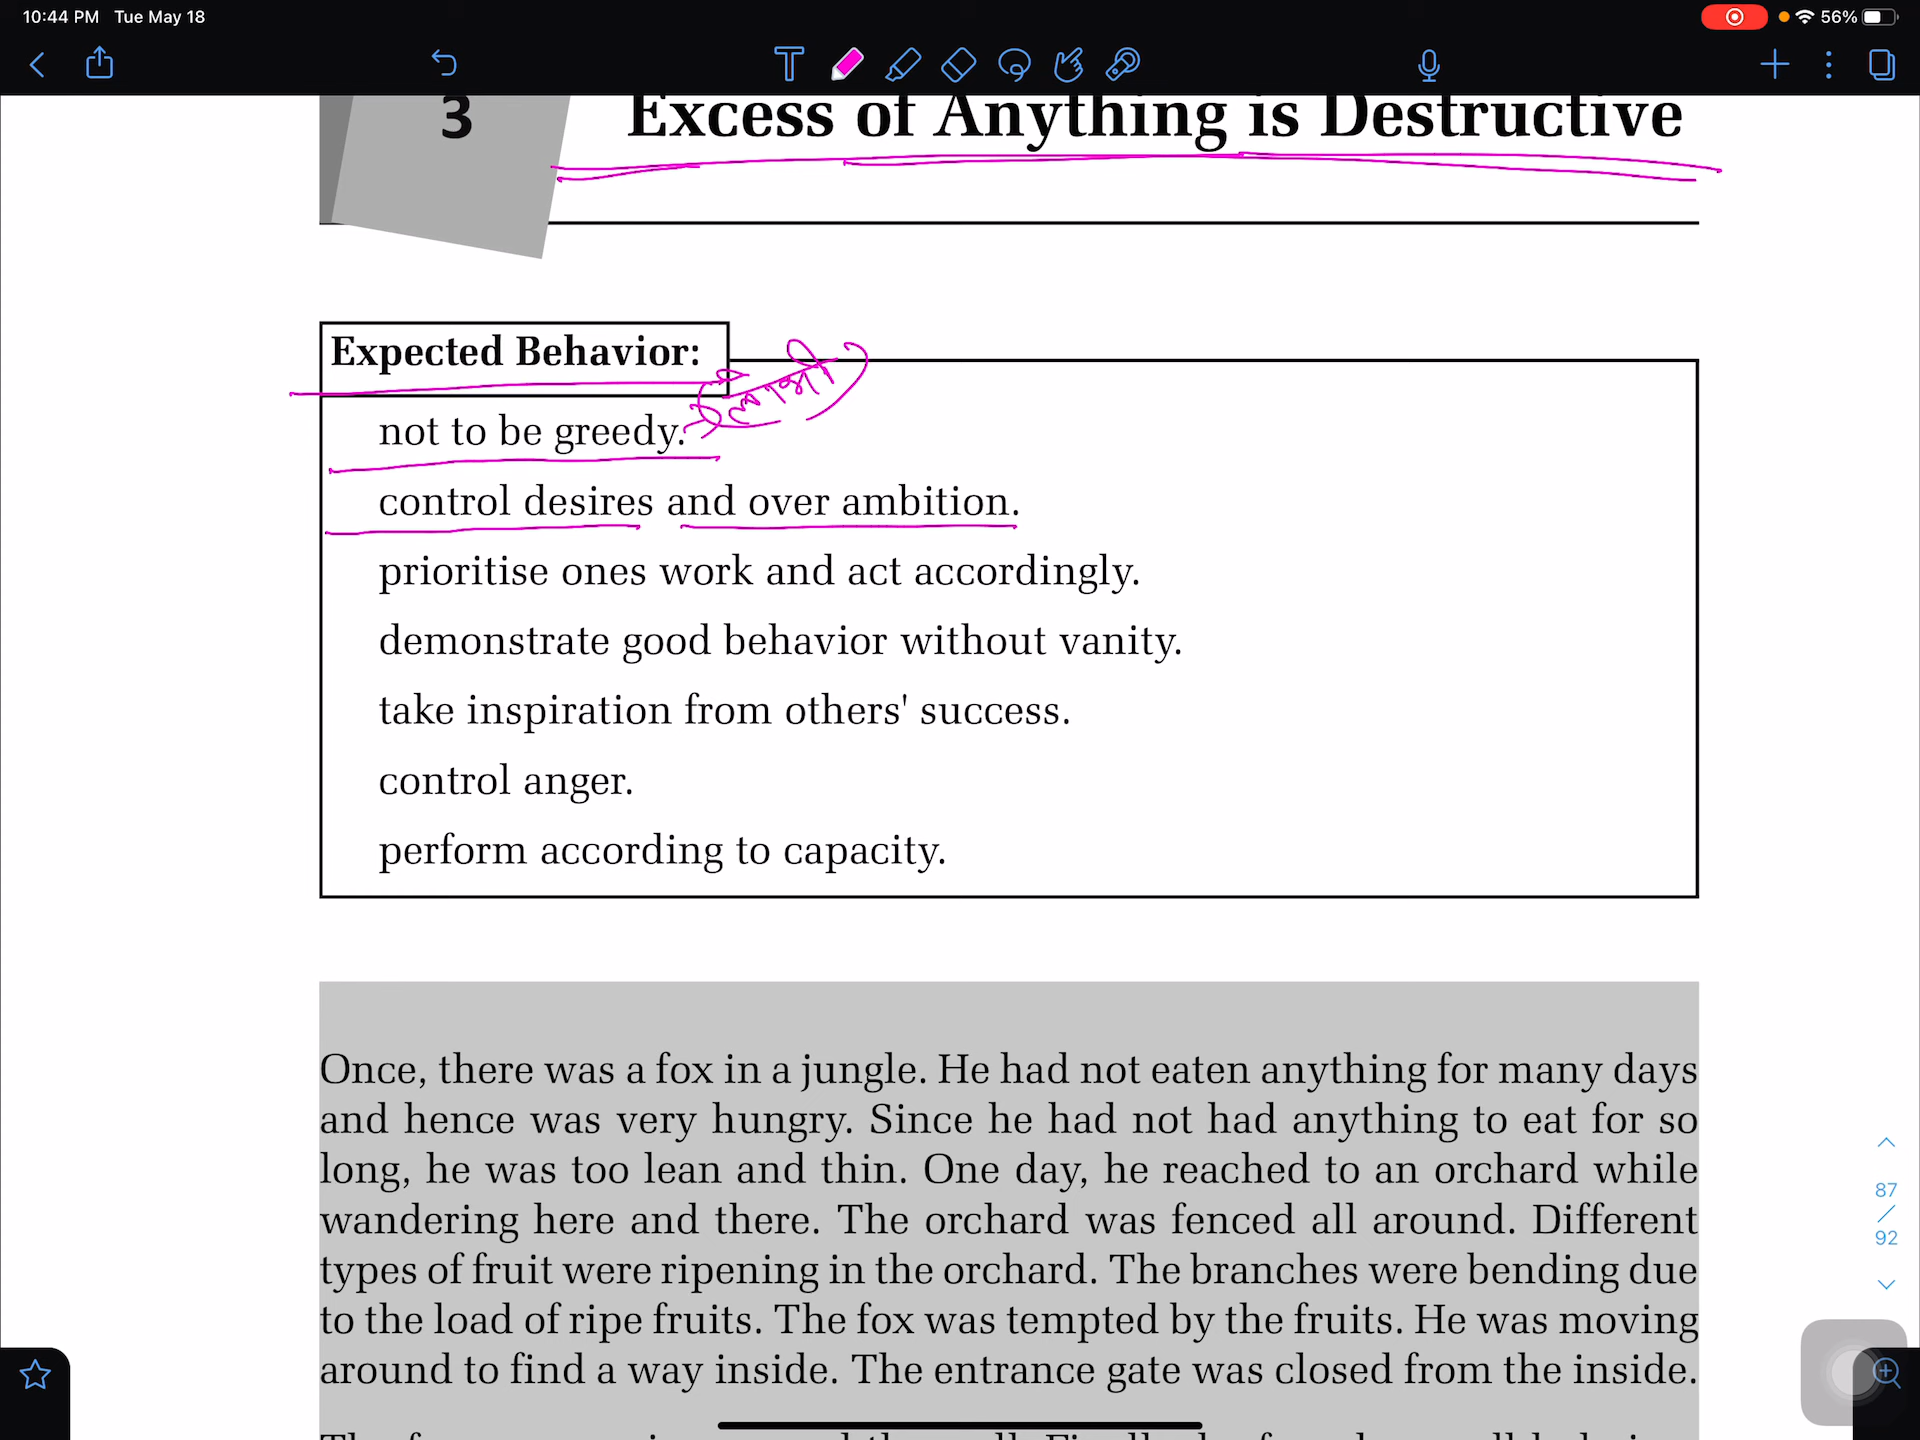 10:44 PM Tue May 18
56%
T
3
Excess of Anything is Destructive
Expected Behavior:
not to be greedy.
control desires and over ambition.
prioritise ones work and act accordingly.
demonstrate good behavior without vanity.
take inspiration from others' success.
control anger.
perform according to capacity.
Once, there was a fox in a jungle. He had not eaten anything for many days
and hence was very hungry. Since he had not had anything to eat for so
long, he was too lean and thin. One day, he reached to an orchard while
wandering here and there. The orchard was fenced all around. Different
types of fruit were ripening in the orchard. The branches were bending due
to the load of ripe fruits. The fox was tempted by the fruits. He was moving
around to find a way inside. The entrance gate was closed from the inside.
87
/
92